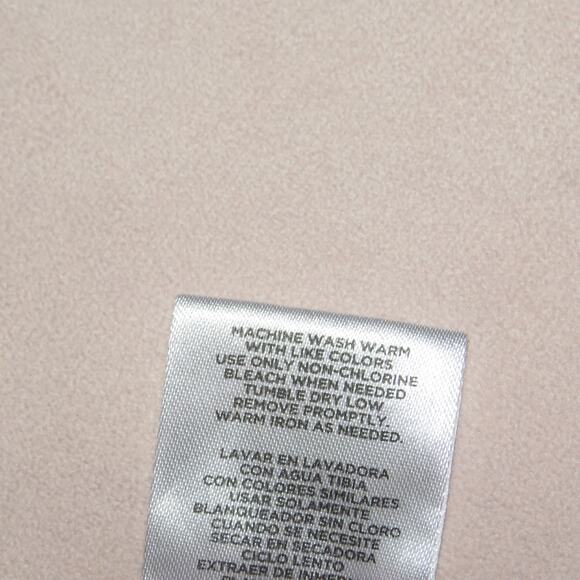 MACHINE WASH WARM
WITH LIKE COLORS
USE ONLY NON-CHLORINE
BLEACH WHEN NEEDED
TUMBLE DRY LOW
REMOVE PROMPTLY.
WARM IRON AS NEEDED.
LAVAR EN LAVADORA
CON AGUA TIBIA
CON COLORES SIMILARES
USAR SOLAMENTE
BLANQUEADOR SIN CLORO
CUANDO SE NECESITE
SECAR EN SECADORA
CICLO LENTO
EXTRAER DE